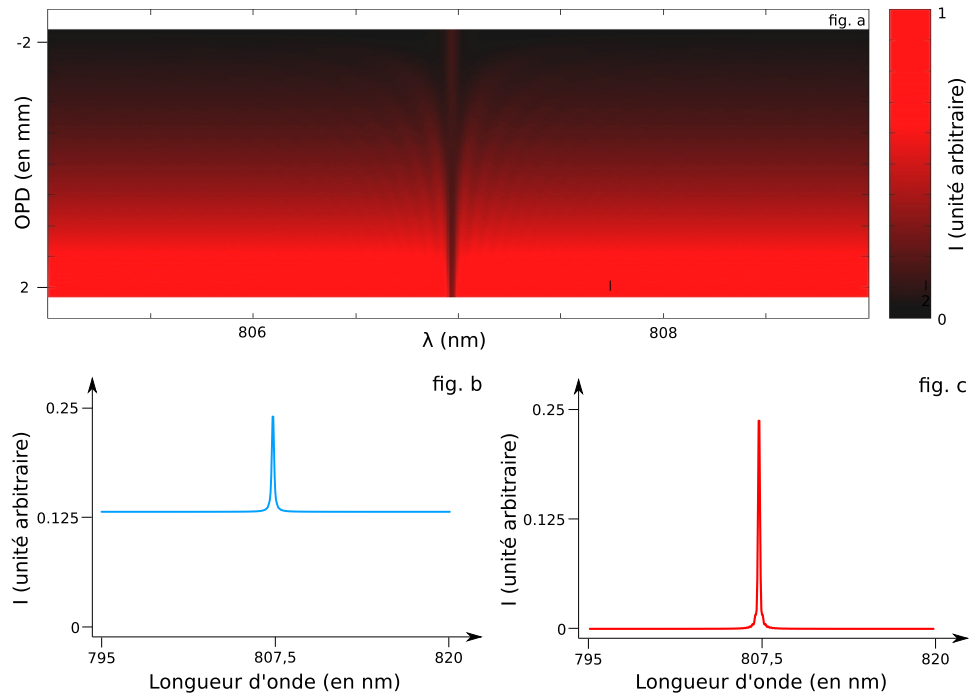 fig. a
-2
2
OPD (en mm)
806
808
λ (nm)
1
0
2
I (unité arbitraire)
fig. b
0.25
0.125
0
I (unité arbitraire)
795
807,5
820
Longueur d'onde (en nm)
fig. c
0.25
0.125
0
I (unité arbitraire)
795
807,5
820
Longueur d'onde (en nm)